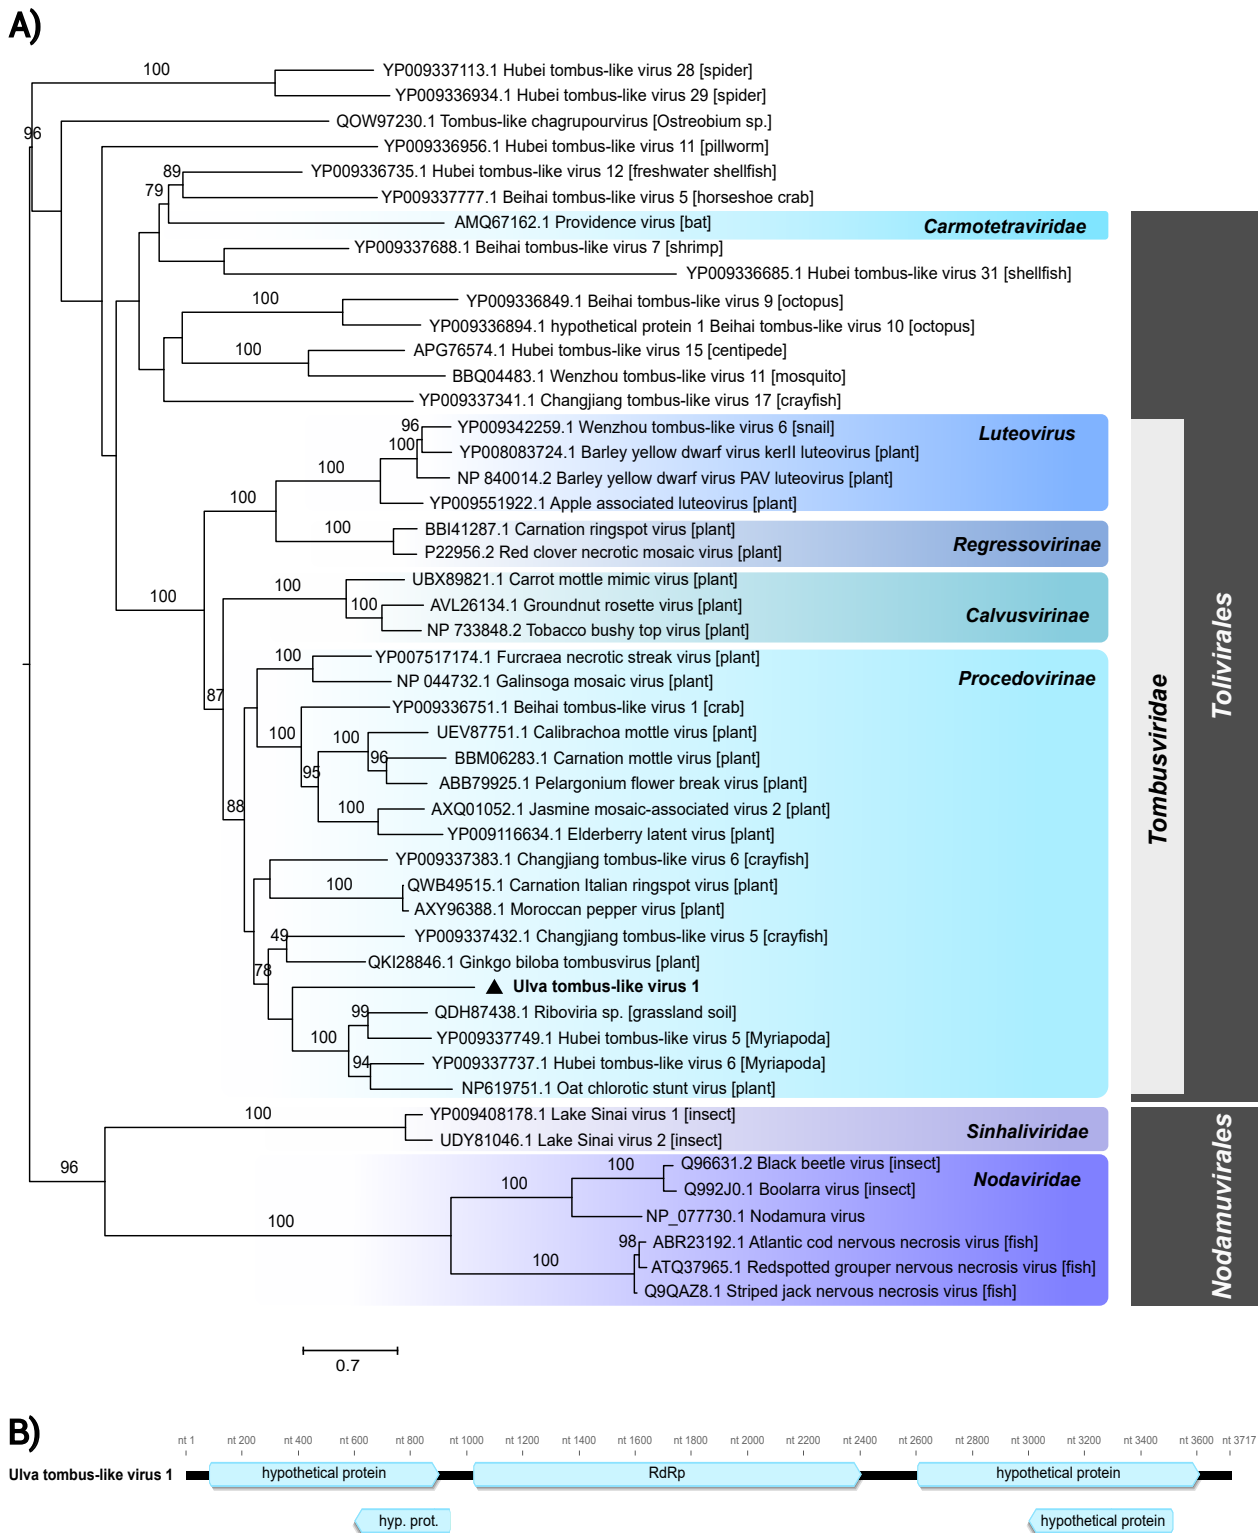 A)
100
YP009337113.1 Hubei tombus-like virus 28 [spider]
YP009336934.1 Hubei tombus-like virus 29 [spider]
96
QOW97230.1 Tombus-like chagrupourvirus [Ostreobium sp.]
YP009336956.1 Hubei tombus-like virus 11 [pillworm]
89
YP009336735.1 Hubei tombus-like virus 12 [freshwater shellfish]
79
YP009337777.1 Beihai tombus-like virus 5 [horseshoe crab]
AMQ67162.1 Providence virus [bat]
Carmotetraviridae
YP009337688.1 Beihai tombus-like virus 7 [shrimp]
YP009336685.1 Hubei tombus-like virus 31 [shellfish]
100
YP009336849.1 Beihai tombus-like virus 9 [octopus]
YP009336894.1 hypothetical protein 1 Beihai tombus-like virus 10 [octopus]
100
APG76574.1 Hubei tombus-like virus 15 [centipede]
BBQ04483.1 Wenzhou tombus-like virus 11 [mosquito]
YP009337341.1 Changjiang tombus-like virus 17 [crayfish]
96
YP009342259.1 Wenzhou tombus-like virus 6 [snail]
Luteovirus
100
YP008083724.1 Barley yellow dwarf virus kerII luteovirus [plant]
100
NP 840014.2 Barley yellow dwarf virus PAV luteovirus [plant]
100
YP009551922.1 Apple associated luteovirus [plant]
100
BBI41287.1 Carnation ringspot virus [plant]
P22956.2 Red clover necrotic mosaic virus [plant]
Regressovirinae
100
UBX89821.1 Carrot mottle mimic virus [plant]
100
100
AVL26134.1 Groundnut rosette virus [plant]
Calvusvirinae
NP 733848.2 Tobacco bushy top virus [plant]
100
YP007517174.1 Furcraea necrotic streak virus [plant]
NP 044732.1 Galinsoga mosaic virus [plant]
Procedovirinae
87
YP009336751.1 Beihai tombus-like virus 1 [crab]
100
100
UEV87751.1 Calibrachoa mottle virus [plant]
96
BBM06283.1 Carnation mottle virus [plant]
95
ABB79925.1 Pelargonium flower break virus [plant]
88
100
AXQ01052.1 Jasmine mosaic-associated virus 2 [plant]
YP009116634.1 Elderberry latent virus [plant]
YP009337383.1 Changjiang tombus-like virus 6 [crayfish]
100
QWB49515.1 Carnation Italian ringspot virus [plant]
AXY96388.1 Moroccan pepper virus [plant]
49
YP009337432.1 Changjiang tombus-like virus 5 [crayfish]
78
QKI28846.1 Ginkgo biloba tombusvirus [plant]
Ulva tombus-like virus 1
99
QDH87438.1 Riboviria sp. [grassland soil]
100
YP009337749.1 Hubei tombus-like virus 5 [Myriapoda]
94
YP009337737.1 Hubei tombus-like virus 6 [Myriapoda]
NP619751.1 Oat chlorotic stunt virus [plant]
Tombusviridae
Tolivirales
100
YP009408178.1 Lake Sinai virus 1 [insect]
UDY81046.1 Lake Sinai virus 2 [insect]
Sinhaliviridae
96
100
Q96631.2 Black beetle virus [insect]
100
Q992J0.1 Boolarra virus [insect]
Nodaviridae
NP_077730.1 Nodamura virus
100
98
ABR23192.1 Atlantic cod nervous necrosis virus [fish]
100
ATQ37965.1 Redspotted grouper nervous necrosis virus [fish]
Q9QAZ8.1 Striped jack nervous necrosis virus [fish]
Nodamuvirales
0.7
B)
nt 1 nt 200 nt 400 nt 600 nt 800 nt 1000 nt 1200 nt 1400 nt 1600 nt 1800 nt 2000 nt 2200 nt 2400 nt 2600 nt 2800 nt 3000 nt 3200 nt 3400 nt 3600 nt 3717
Ulva tombus-like virus 1 hypothetical protein RdRp hypothetical protein
hyp. prot. hypothetical protein